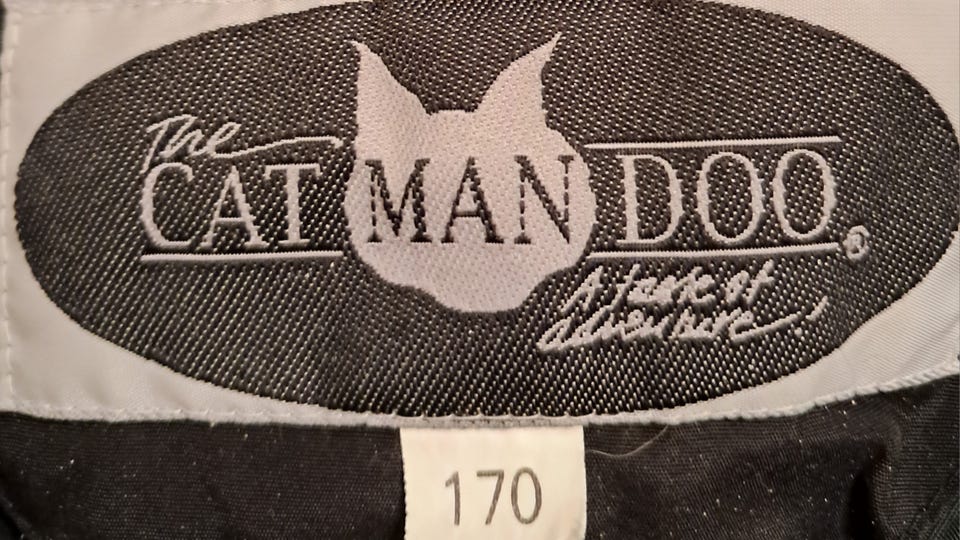 The
CAT MAN DOO®
A taste of
adventure!
170